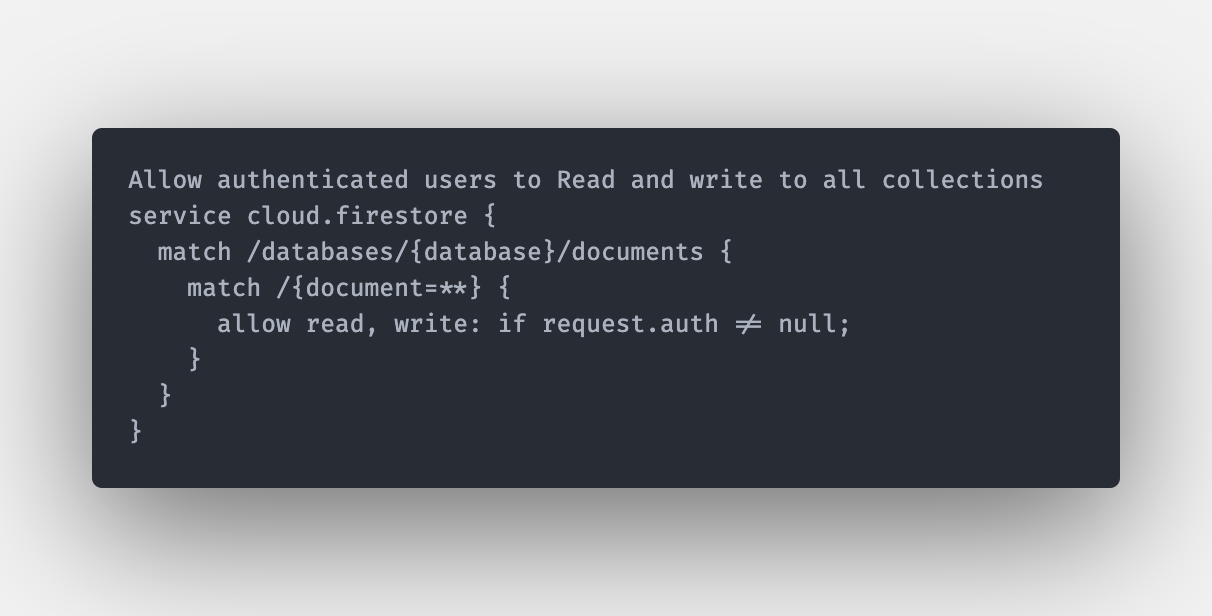 Allow authenticated users to Read and write to all collections
service cloud.firestore {
  match /databases/{database}/documents {
    match /{document=**} {
      allow read, write: if request.auth != null;
    }
  }
}